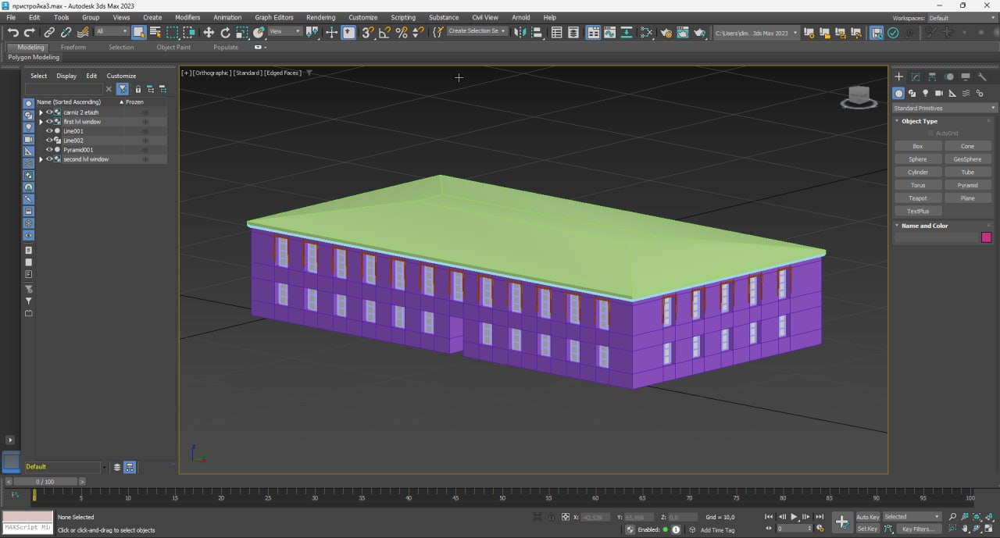 пристройка3.max - Autodesk 3ds Max 2023
File Edit Tools Group Views Create Modifiers Animation Graph Editors Rendering Customize Scripting Substance Civil View Arnold Help
Workspaces: Default
All View Create Selection Se C:\Users\dm...3ds Max 2023
Modeling Freeform Selection Object Paint Populate
Polygon Modeling
Select Display Edit Customize
Name (Sorted Ascending) Frozen
carniz 2 etazh
first lvl window
Line001
Line002
Pyramid001
second lvl window
[+] [Orthographic] [Standard] [Edged Faces]
Standard Primitives
Object Type
AutoGrid
Box Cone
Sphere GeoSphere
Cylinder Tube
Torus Pyramid
Teapot Plane
TextPlus
Name and Color
Default
0 / 100
0 5 10 15 20 25 30 35 40 45 50 55 60 65 70 75 80 85 90 95 100
None Selected
X: -42,539 Y: 65,998 Z: 0,0 Grid = 10,0
Auto Key Selected
MAXScript Mi
Click or click-and-drag to select objects
Enabled: Add Time Tag
0
Set Key Key Filters...